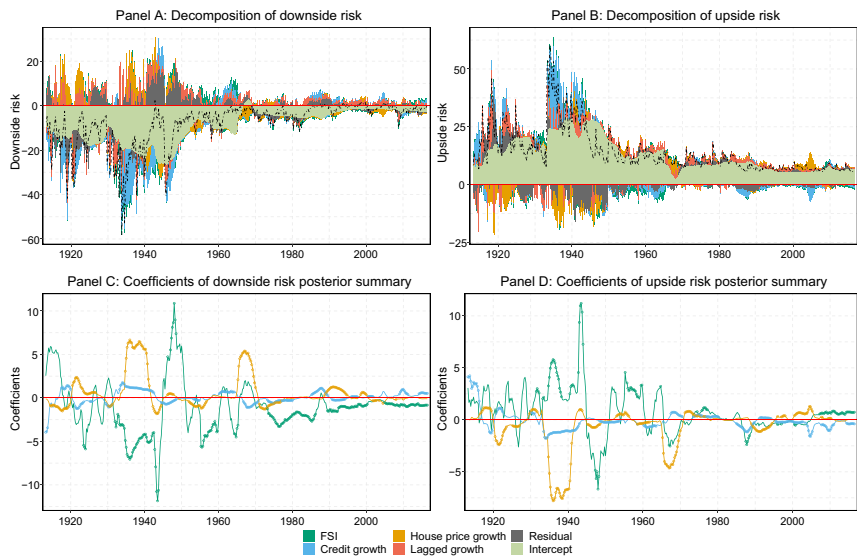 Panel A: Decomposition of downside risk
Panel B: Decomposition of upside risk
Downside risk
20
0
−20
−40
−60
1920
1940
1960
1980
2000
Upside risk
50
25
0
−25
1920
1940
1960
1980
2000
Panel C: Coefficients of downside risk posterior summary
Panel D: Coefficients of upside risk posterior summary
Coefficients
10
5
0
−5
−10
1920
1940
1960
1980
2000
Coefficients
10
5
0
−5
1920
1940
1960
1980
2000
FSI
House price growth
Residual
Credit growth
Lagged growth
Intercept